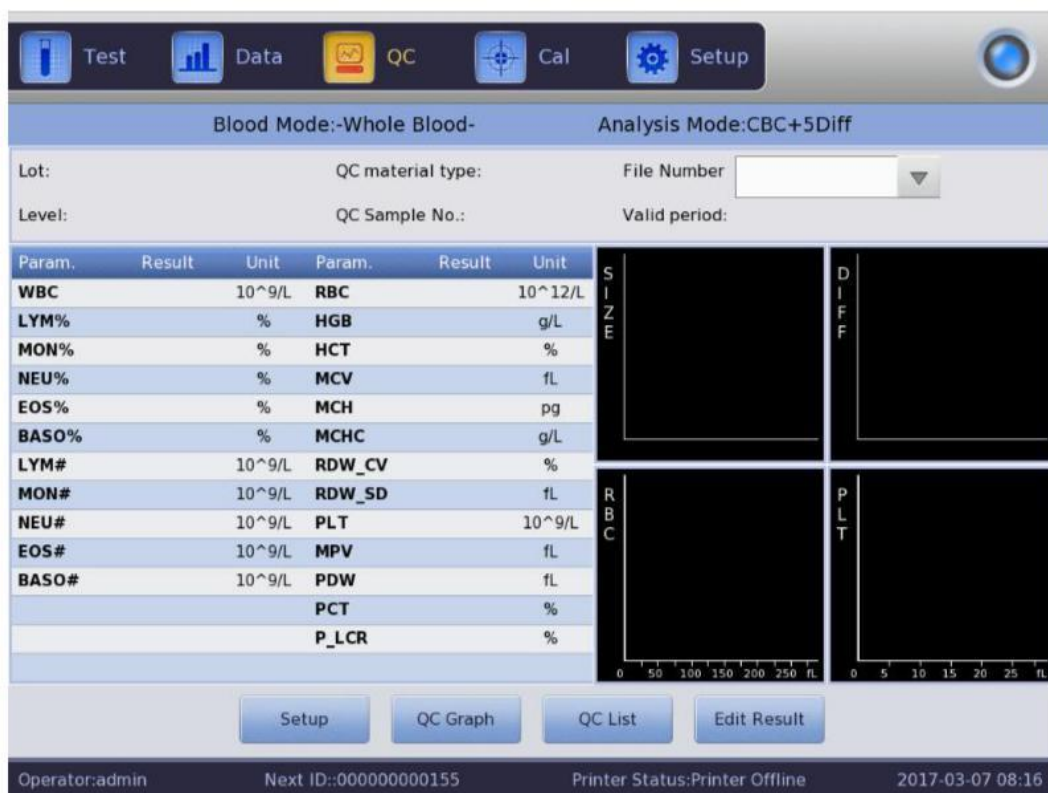 Test Data QC Cal Setup
Blood Mode:-Whole Blood- Analysis Mode:CBC+5Diff
Lot: QC material type: File Number
Level: QC Sample No.: Valid period:
Param. Result Unit Param. Result Unit
WBC 10^9/L RBC 10^12/L
LYM% % HGB g/L
MON% % HCT %
NEU% % MCV fL
EOS% % MCH pg
BASO% % MCHC g/L
LYM# 10^9/L RDW_CV %
MON# 10^9/L RDW_SD fL
NEU# 10^9/L PLT 10^9/L
EOS# 10^9/L MPV fL
BASO# 10^9/L PDW fL
PCT %
P_LCR %
SIZE
DIFF
RBC
0 50 100 150 200 250 fL
PLT
0 5 10 15 20 25 fL
Setup QC Graph QC List Edit Result
Operator:admin Next ID::000000000155 Printer Status:Printer Offline 2017-03-07 08:16